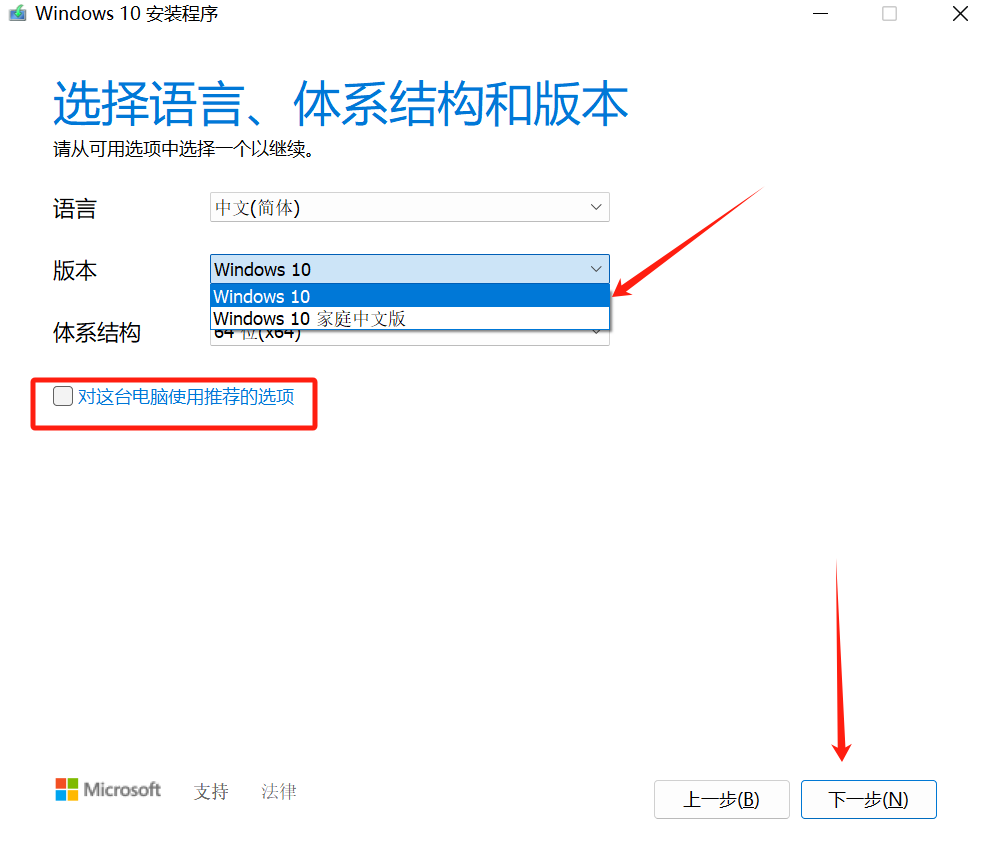 Windows 10 安装程序
选择语言、体系结构和版本
请从可用选项中选择一个以继续。
语言
中文(简体)
版本
Windows 10
Windows 10
Windows 10 家庭中文版
体系结构
64 位(x64)
对这台电脑使用推荐的选项
Microsoft 支持 法律
上一步(B) 下一步(N)